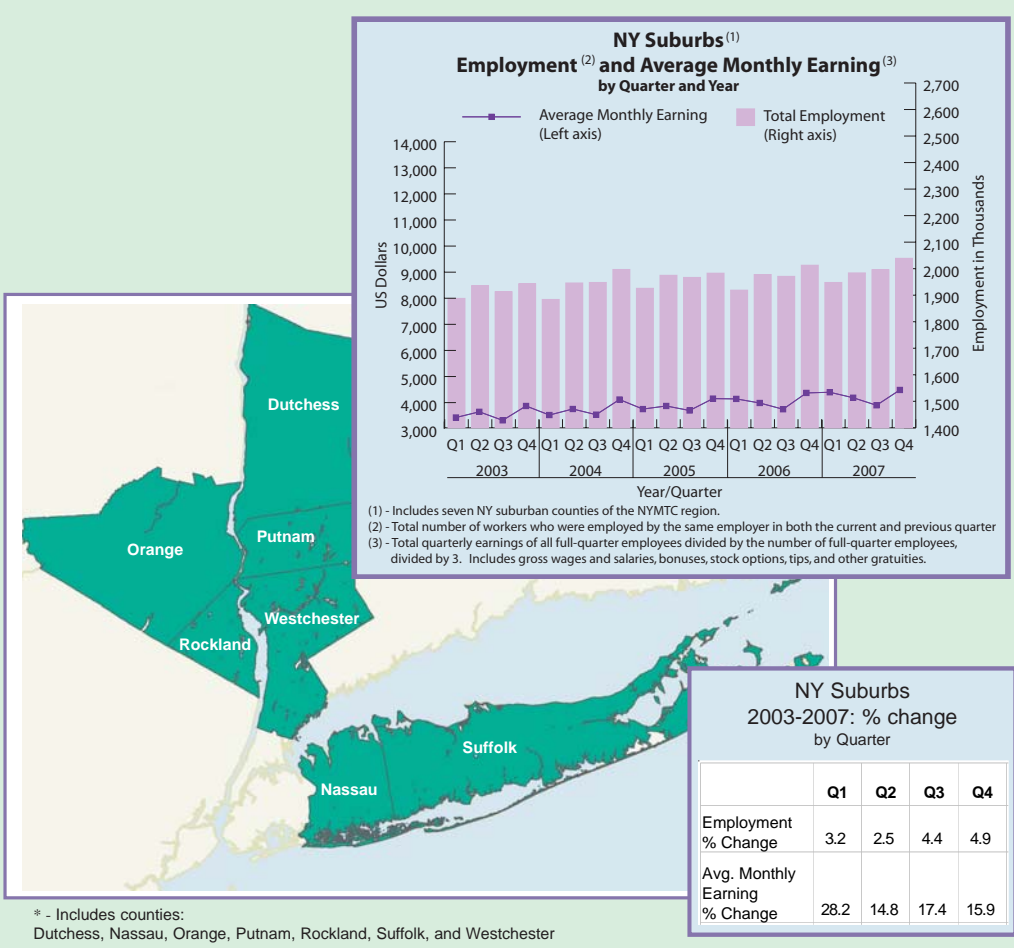 NY Suburbs (1)
Employment (2) and Average Monthly Earning (3)
by Quarter and Year
Average Monthly Earning
(Left axis)
Total Employment
(Right axis)
US Dollars
14,000
13,000
12,000
11,000
10,000
9,000
8,000
7,000
6,000
5,000
4,000
3,000
2,700
2,600
2,500
2,400
2,300
2,200
2,100
2,000
1,900
1,800
1,700
1,600
1,500
1,400
Employment in Thousands
Q1 Q2 Q3 Q4 Q1 Q2 Q3 Q4 Q1 Q2 Q3 Q4 Q1 Q2 Q3 Q4 Q1 Q2 Q3 Q4
2003 2004 2005 2006 2007
Year/Quarter
(1) - Includes seven NY suburban counties of the NYMTC region.
(2) - Total number of workers who were employed by the same employer in both the current and previous quarter
(3) - Total quarterly earnings of all full-quarter employees divided by the number of full-quarter employees,
divided by 3. Includes gross wages and salaries, bonuses, stock options, tips, and other gratuities.
Dutchess
Orange
Putnam
Westchester
Rockland
Suffolk
Nassau
NY Suburbs
2003-2007: % change
by Quarter
Q1 Q2 Q3 Q4
Employment
% Change 3.2 2.5 4.4 4.9
Avg. Monthly
Earning
% Change 28.2 14.8 17.4 15.9
* - Includes counties:
Dutchess, Nassau, Orange, Putnam, Rockland, Suffolk, and Westchester